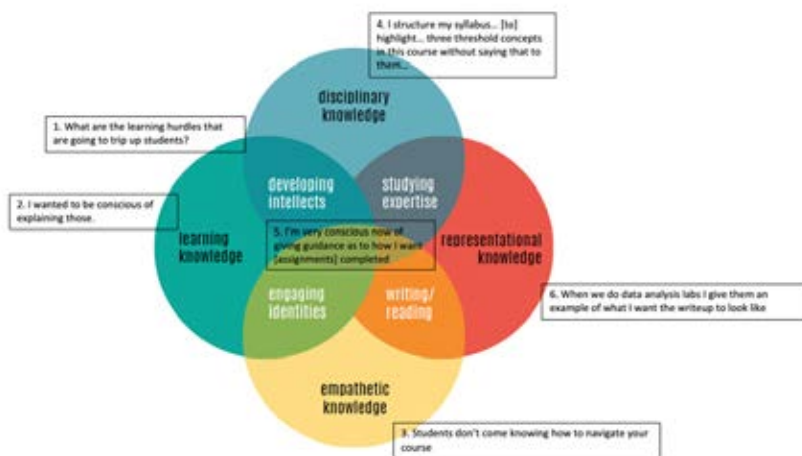 4. I structure my syllabus... [to]
highlight... three threshold concepts
in this course without saying that to
them...
disciplinary
knowledge
1. What are the learning hurdles that
are going to trip up students?
developing
intellects
studying
expertise
2. I wanted to be conscious of
explaining those.
learning
knowledge
5. I'm very conscious now of
giving guidance as to how I want
[assignments] completed
representational
knowledge
engaging
identities
writing/
reading
6. When we do data analysis labs I give them an
example of what I want the writeup to look like
empathetic
knowledge
3. Students don't come knowing how to navigate your
course